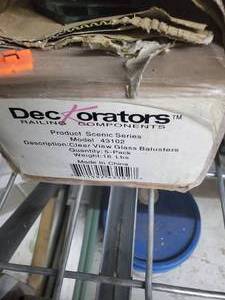 Deckorators™
RAILING COMPONENTS
Product Scenic Series
Model 43102
Description:Clear View Glass Balusters
Quantity: 5-Pack
Weight:16 Lbs
Made In China